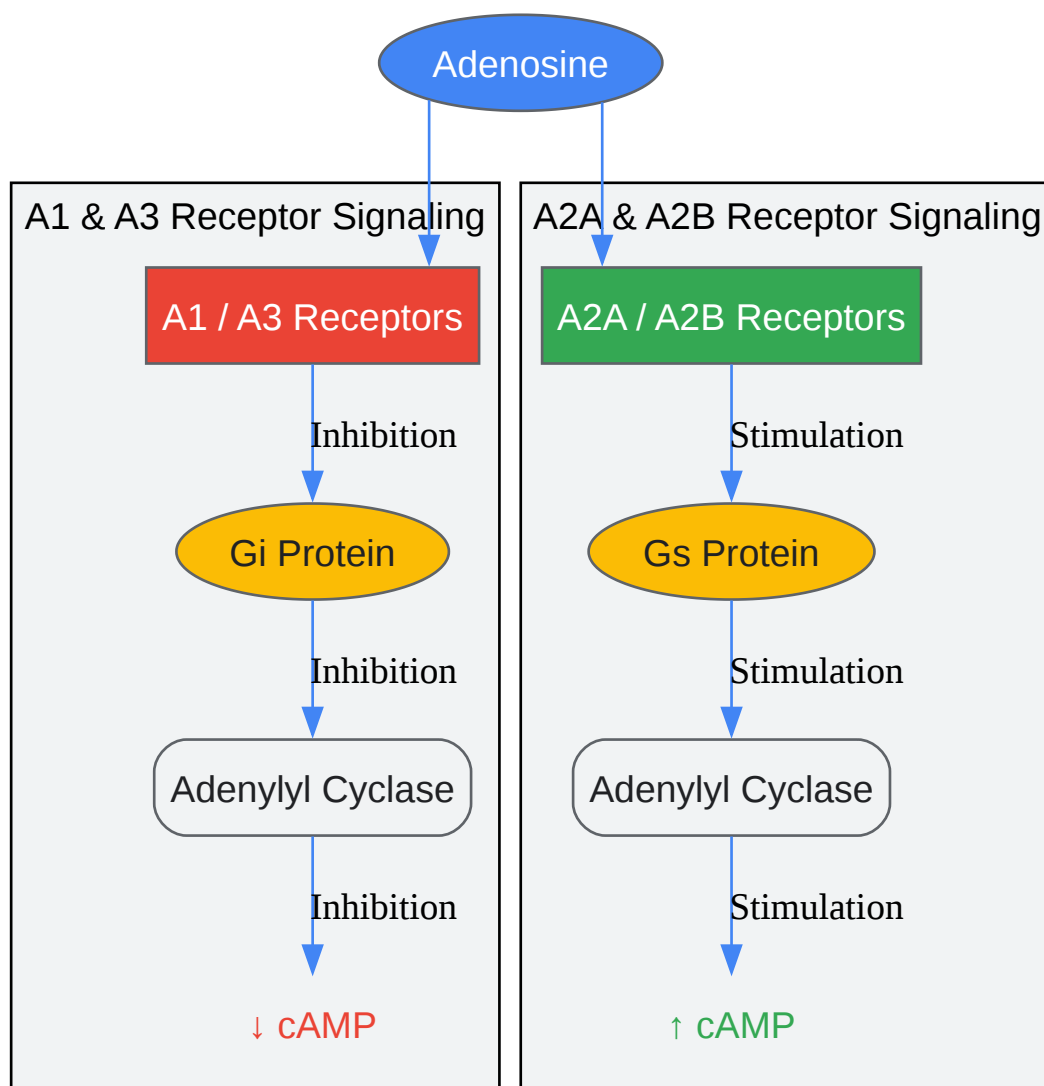 Adenosine
A1 & A3 Receptor Signaling
A1 / A3 Receptors
Inhibition
Gi Protein
Inhibition
Adenylyl Cyclase
Inhibition
↓ cAMP
A2A & A2B Receptor Signaling
A2A / A2B Receptors
Stimulation
Gs Protein
Stimulation
Adenylyl Cyclase
Stimulation
↑ cAMP